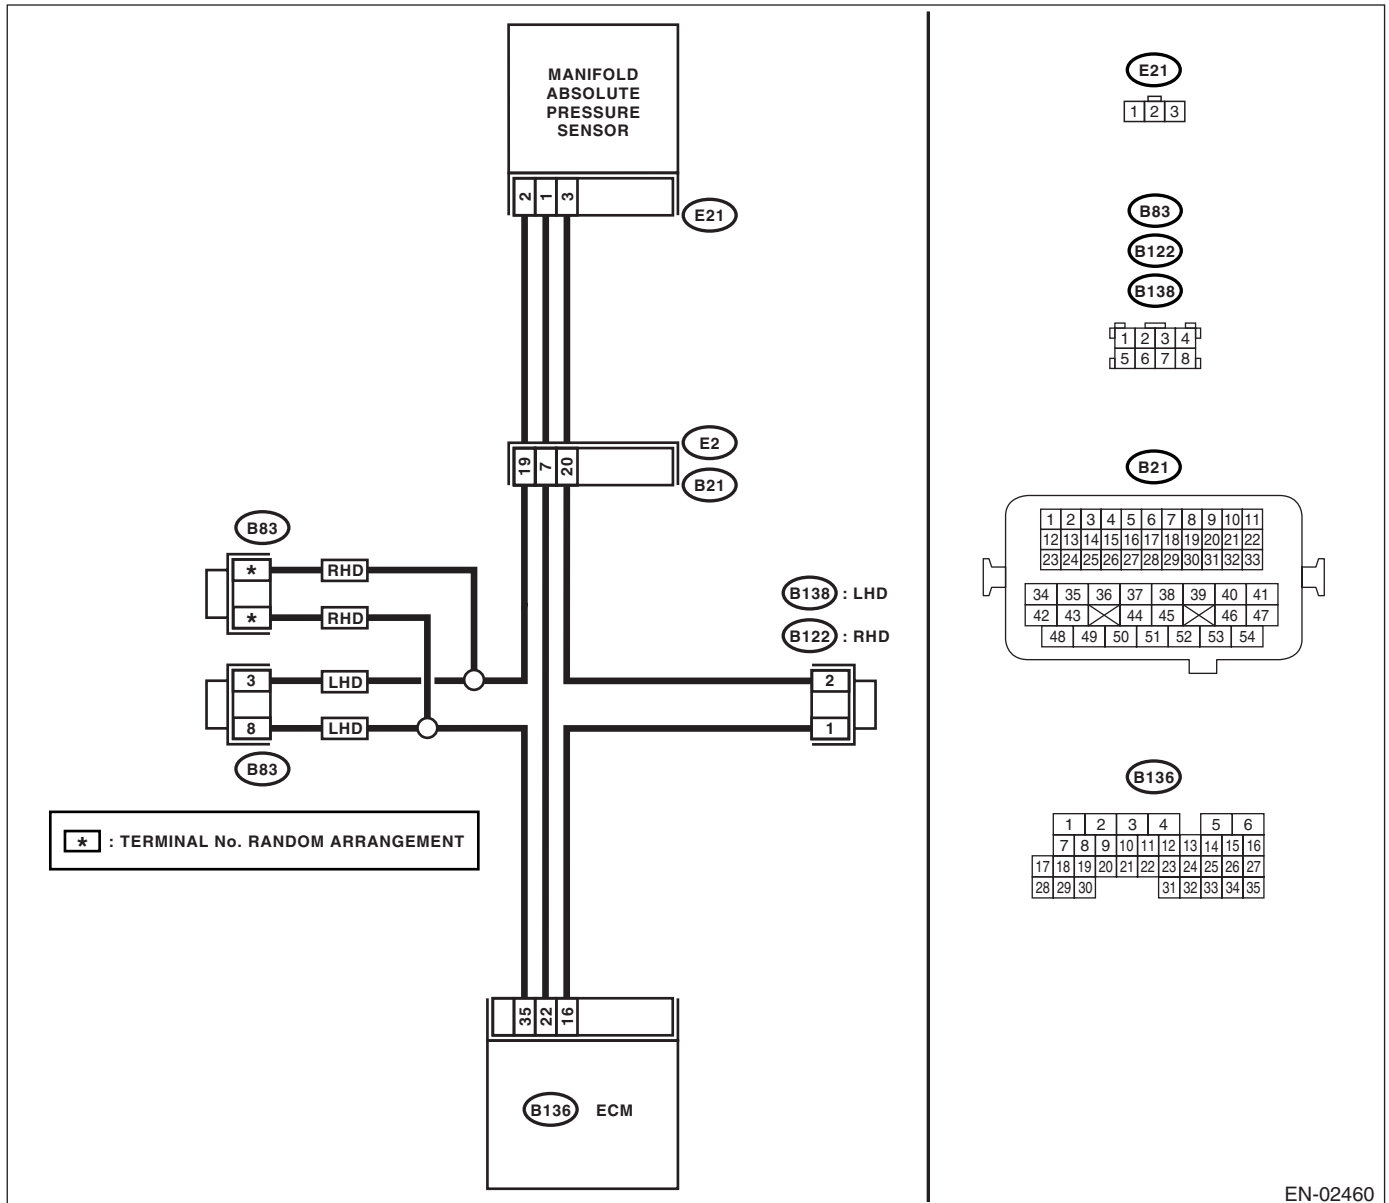 MANIFOLD
ABSOLUTE
PRESSURE
SENSOR
2 1 3
E21
E2
19 7 20
B21
B83
* RHD
* RHD
B138 : LHD
B122 : RHD
3 LHD
8 LHD
2
1
B83
* : TERMINAL No. RANDOM ARRANGEMENT
35 22 16
B136 ECM
E21
1 2 3
B83
B122
B138
1 2 3 4
5 6 7 8
B21
1 2 3 4 5 6 7 8 9 10 11
12 13 14 15 16 17 18 19 20 21 22
23 24 25 26 27 28 29 30 31 32 33
34 35 36 37 38 39 40 41
42 43 44 45 46 47
48 49 50 51 52 53 54
B136
1 2 3 4 5 6
7 8 9 10 11 12 13 14 15 16
17 18 19 20 21 22 23 24 25 26 27
28 29 30 31 32 33 34 35
EN-02460